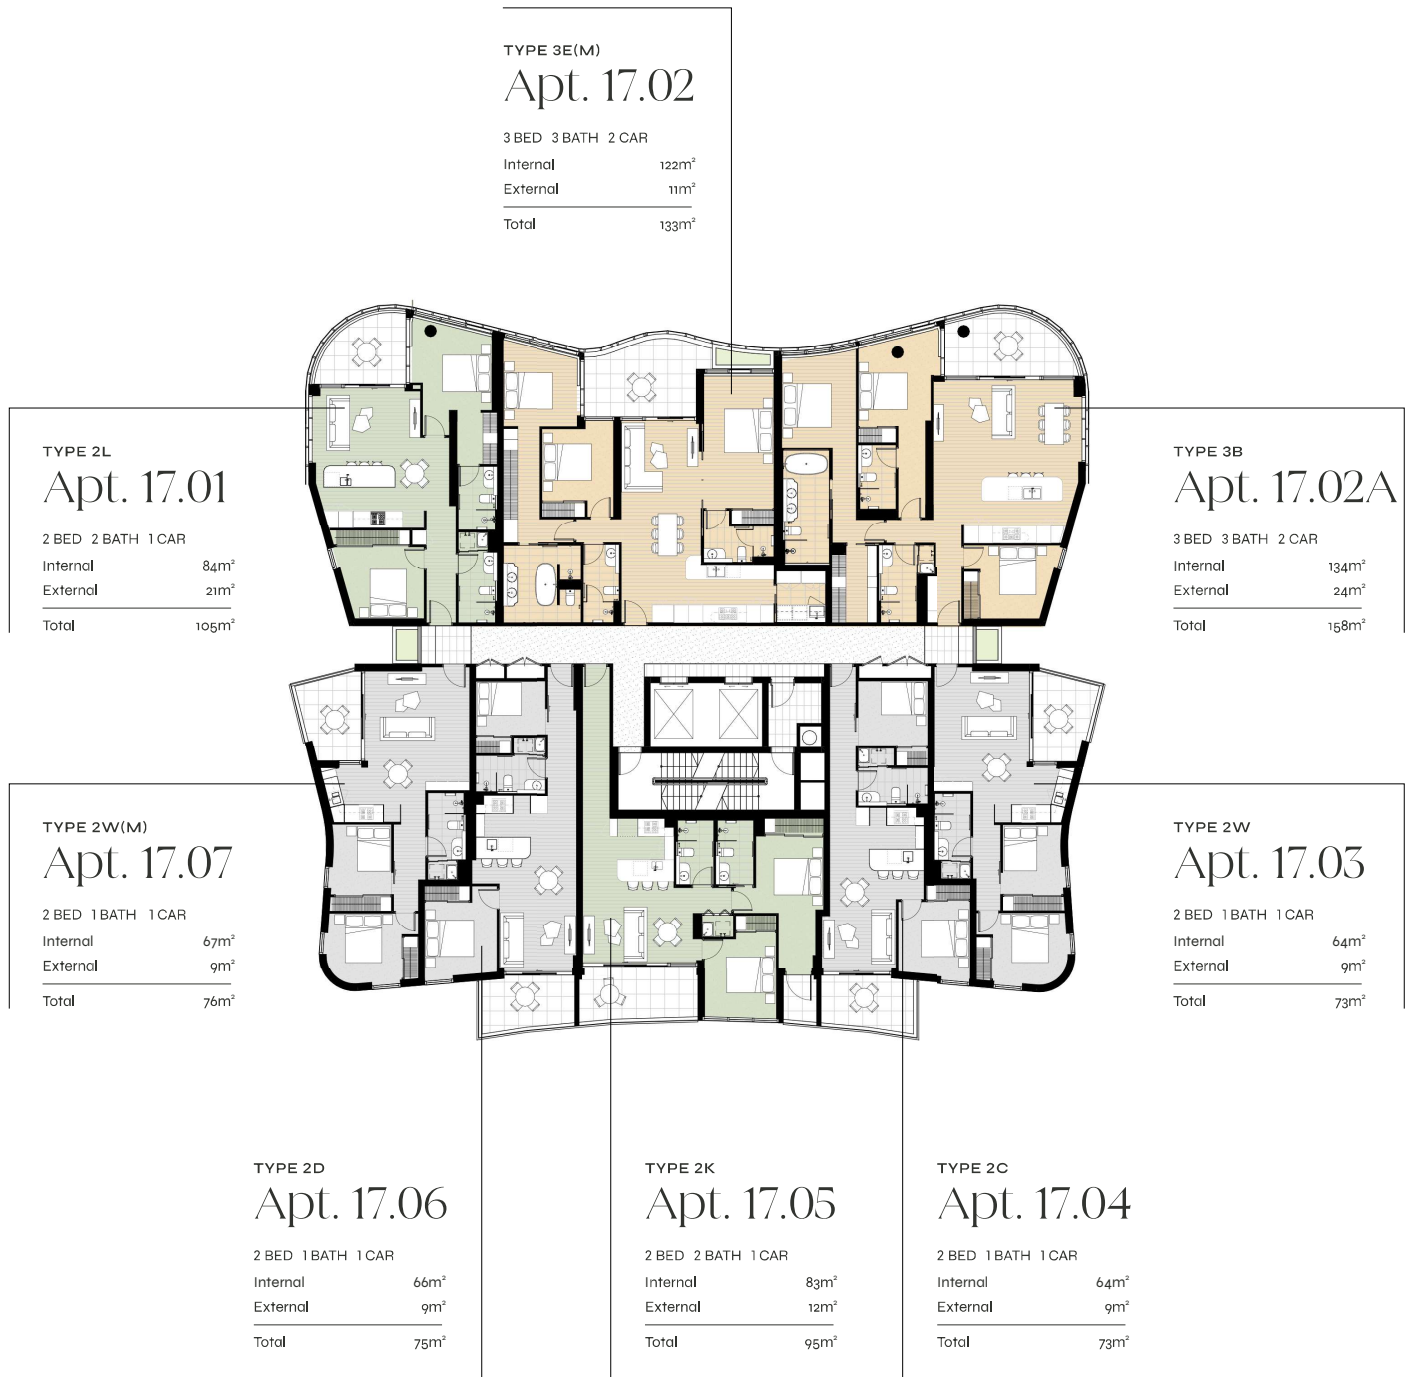 TYPE 3E(M)
Apt. 17.02
3 BED 3 BATH 2 CAR
Internal 122m²
External 11m²
Total 133m²
TYPE 2L
Apt. 17.01
2 BED 2 BATH 1 CAR
Internal 84m²
External 21m²
Total 105m²
TYPE 3B
Apt. 17.02A
3 BED 3 BATH 2 CAR
Internal 134m²
External 24m²
Total 158m²
TYPE 2W(M)
Apt. 17.07
2 BED 1 BATH 1 CAR
Internal 67m²
External 9m²
Total 76m²
TYPE 2W
Apt. 17.03
2 BED 1 BATH 1 CAR
Internal 64m²
External 9m²
Total 73m²
TYPE 2D
Apt. 17.06
2 BED 1 BATH 1 CAR
Internal 66m²
External 9m²
Total 75m²
TYPE 2K
Apt. 17.05
2 BED 2 BATH 1 CAR
Internal 83m²
External 12m²
Total 95m²
TYPE 2C
Apt. 17.04
2 BED 1 BATH 1 CAR
Internal 64m²
External 9m²
Total 73m²